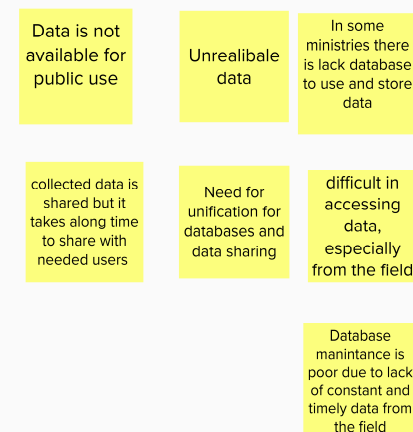 Data is not
available for
public use
Unrealibale
data
In some
ministries there
is lack database
to use and store
data
collected data is
shared but it
takes along time
to share with
needed users
Need for
unification for
databases and
data sharing
difficult in
accessing
data,
especially
from the field
Database
manintance is
poor due to lack
of constant and
timely data from
the field